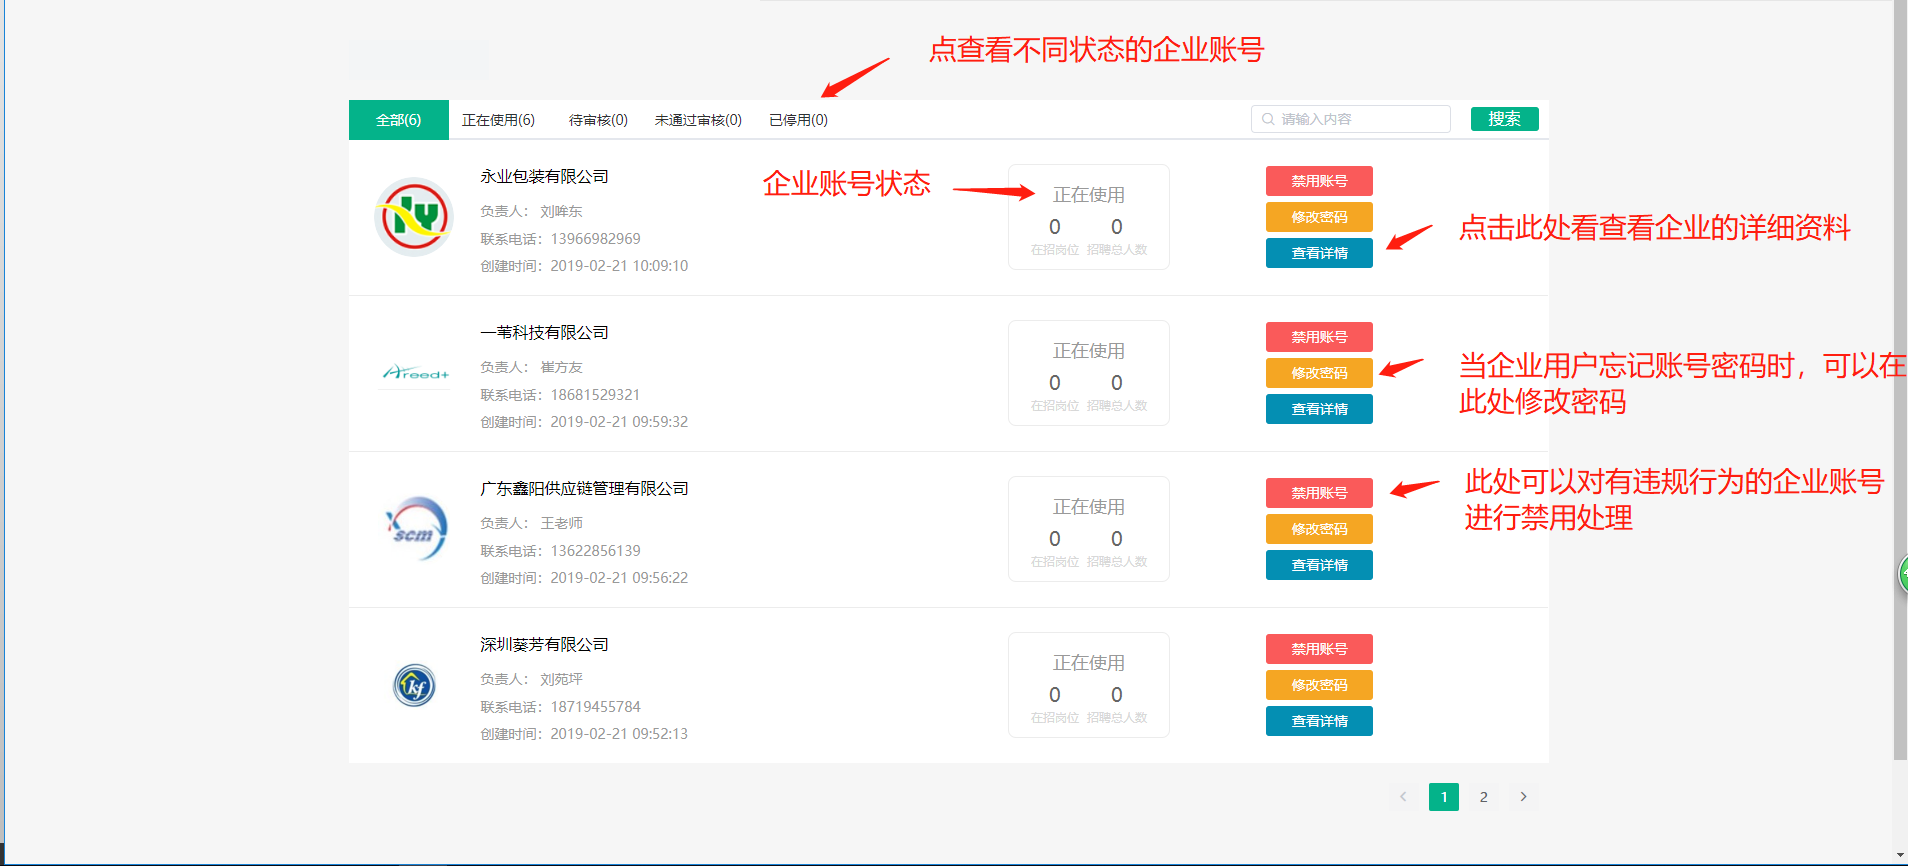 点查看不同状态的企业账号
全部(6) 正在使用(6) 待审核(0) 未通过审核(0) 已停用(0) 请输入内容 搜索
永业包装有限公司
负责人： 刘哞东
联系电话：13966982969
创建时间：2019-02-21 10:09:10
企业账号状态
正在使用
0 0
在招岗位 招聘总人数
禁用账号
修改密码
查看详情
点击此处看查看企业的详细资料
Areed+
一苇科技有限公司
负责人： 崔方友
联系电话：18681529321
创建时间：2019-02-21 09:59:32
正在使用
0 0
在招岗位 招聘总人数
禁用账号
修改密码
查看详情
当企业用户忘记账号密码时，可以在
此处修改密码
scm
广东鑫阳供应链管理有限公司
负责人： 王老师
联系电话：13622856139
创建时间：2019-02-21 09:56:22
正在使用
0 0
在招岗位 招聘总人数
禁用账号
修改密码
查看详情
此处可以对有违规行为的企业账号
进行禁用处理
kf
深圳葵芳有限公司
负责人： 刘苑坪
联系电话：18719455784
创建时间：2019-02-21 09:52:13
正在使用
0 0
在招岗位 招聘总人数
禁用账号
修改密码
查看详情
1 2